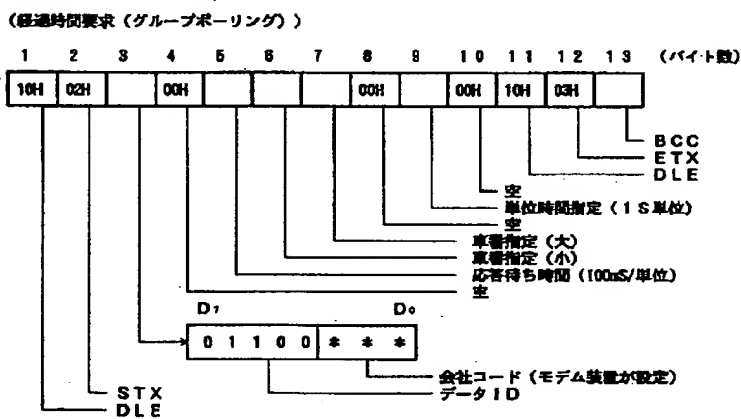 (経過時間要求(グループポーリング))
1 2 3 4 5 6 7 8 9 10 11 12 13 (バイト数)
10H 02H 00H 00H 00H 10H 03H
BCC
ETX
DLE
空
単位時間指定(1S単位)
空
車番指定(大)
車番指定(小)
応答待ち時間(100mS/単位)
空
D7 D0
0 1 1 0 0 * * *
会社コード(モデム装置が設定)
データID
STX
DLE